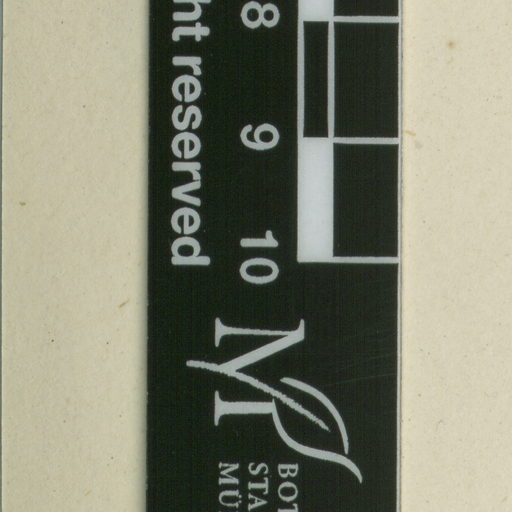 8 9 10
ht reserved
M
BOT
STA
MÜ